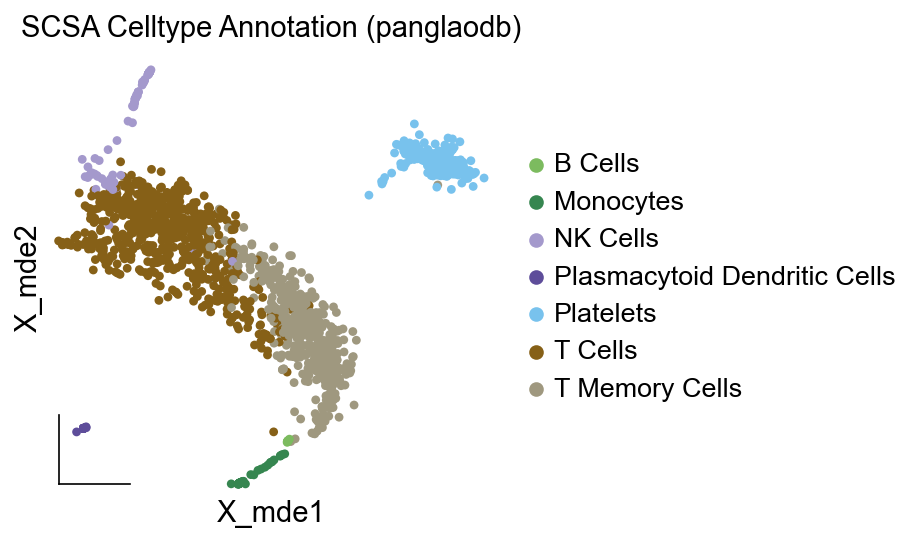 SCSA Celltype Annotation (panglaodb)
B Cells
Monocytes
NK Cells
Plasmacytoid Dendritic Cells
Platelets
T Cells
T Memory Cells
X_mde2
X_mde1